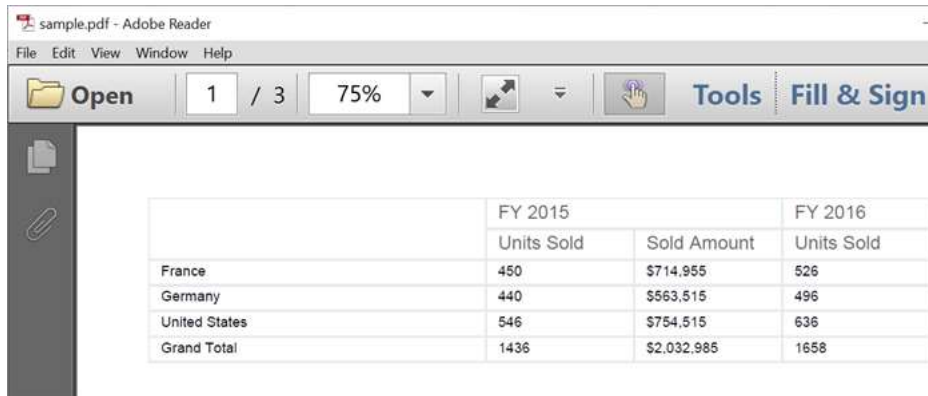 sample.pdf - Adobe Reader
File Edit View Window Help
Open 1 / 3 75% Tools Fill & Sign
FY 2015 FY 2016
Units Sold Sold Amount Units Sold
France 450 $714,955 526
Germany 440 $563,515 496
United States 546 $754,515 636
Grand Total 1436 $2,032,985 1658